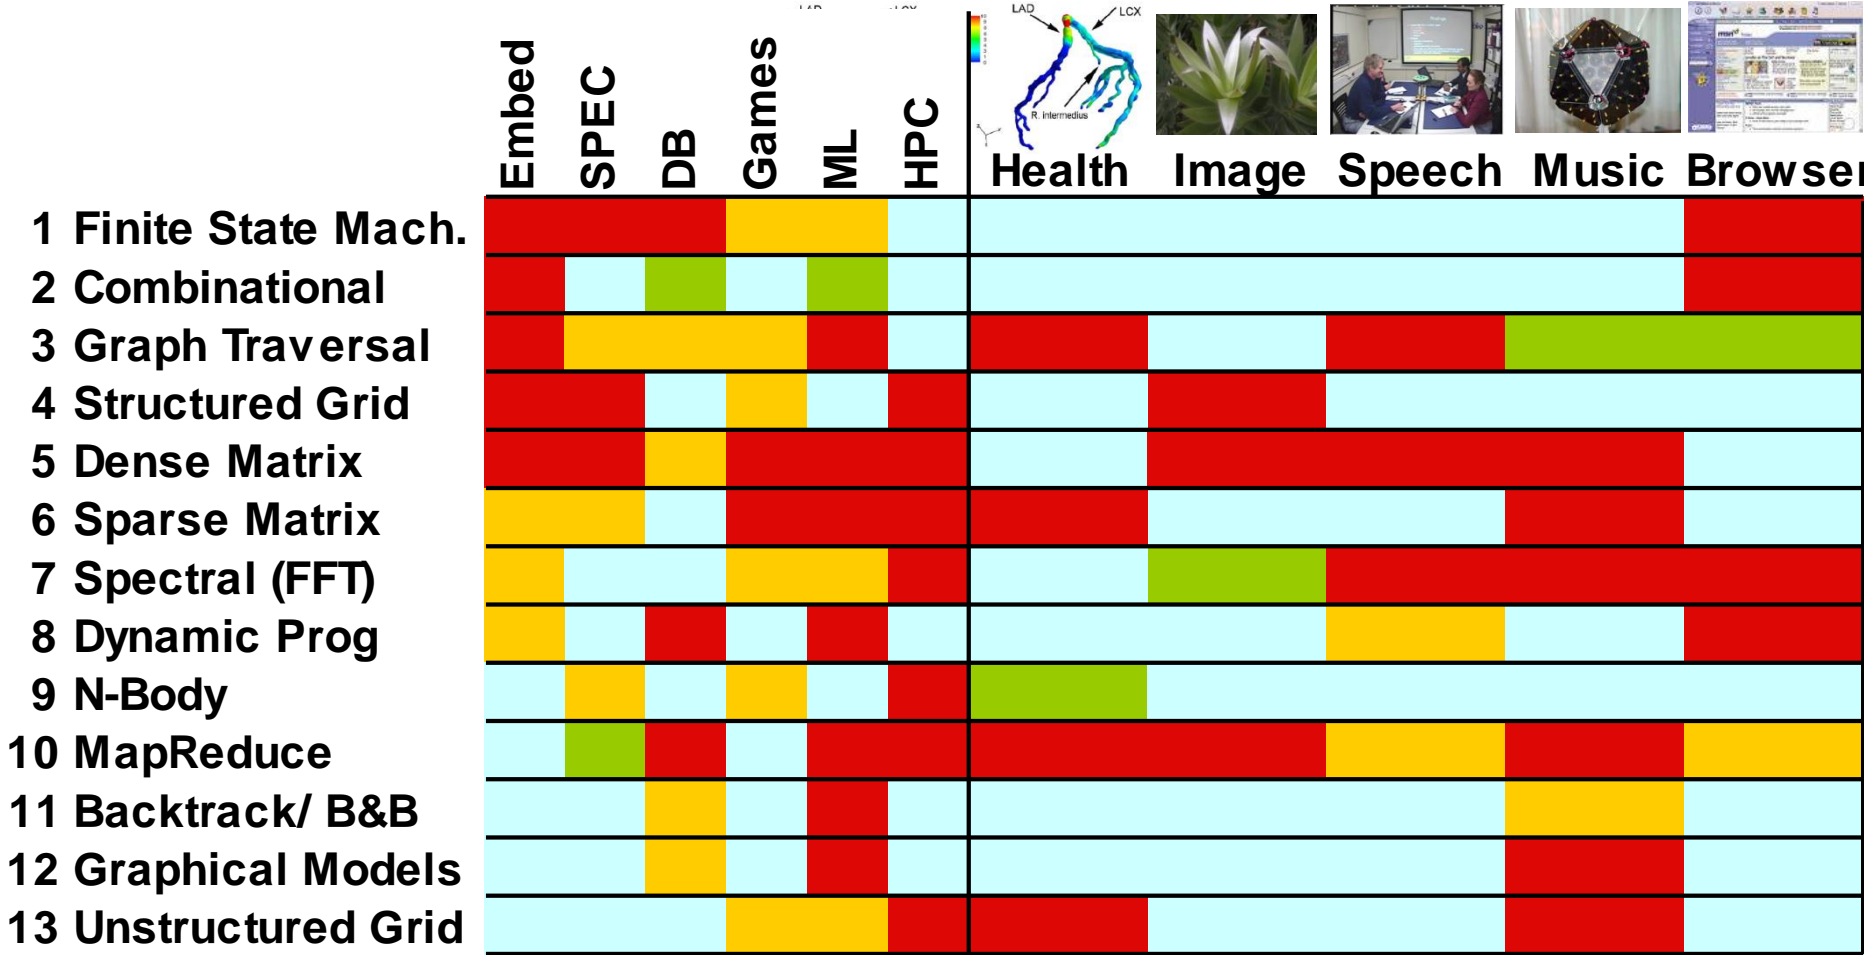 LAD
LCX
R. intermedius
msn
Embed
SPEC
DB
Games
ML
HPC
Health
Image
Speech
Music
Browser
1 Finite State Mach.
2 Combinational
3 Graph Traversal
4 Structured Grid
5 Dense Matrix
6 Sparse Matrix
7 Spectral (FFT)
8 Dynamic Prog
9 N-Body
10 MapReduce
11 Backtrack/ B&B
12 Graphical Models
13 Unstructured Grid